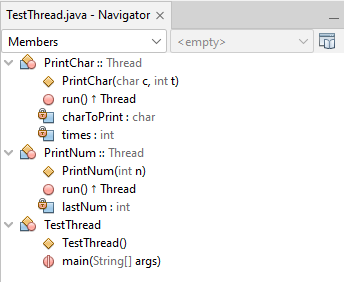 TestThread.java - Navigator ×
Members <empty>
PrintChar :: Thread
PrintChar(char c, int t)
run() ↑ Thread
charToPrint : char
times : int
PrintNum :: Thread
PrintNum(int n)
run() ↑ Thread
lastNum : int
TestThread
TestThread()
main(String[] args)